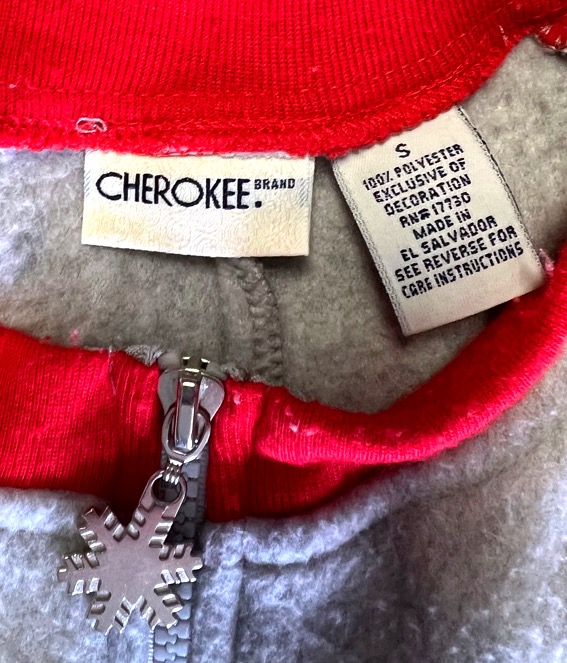 CHEROKEE. BRAND
S
100% POLYESTER
EXCLUSIVE OF
DECORATION
RN# 17730
MADE IN
EL SALVADOR
SEE REVERSE FOR
CARE INSTRUCTIONS